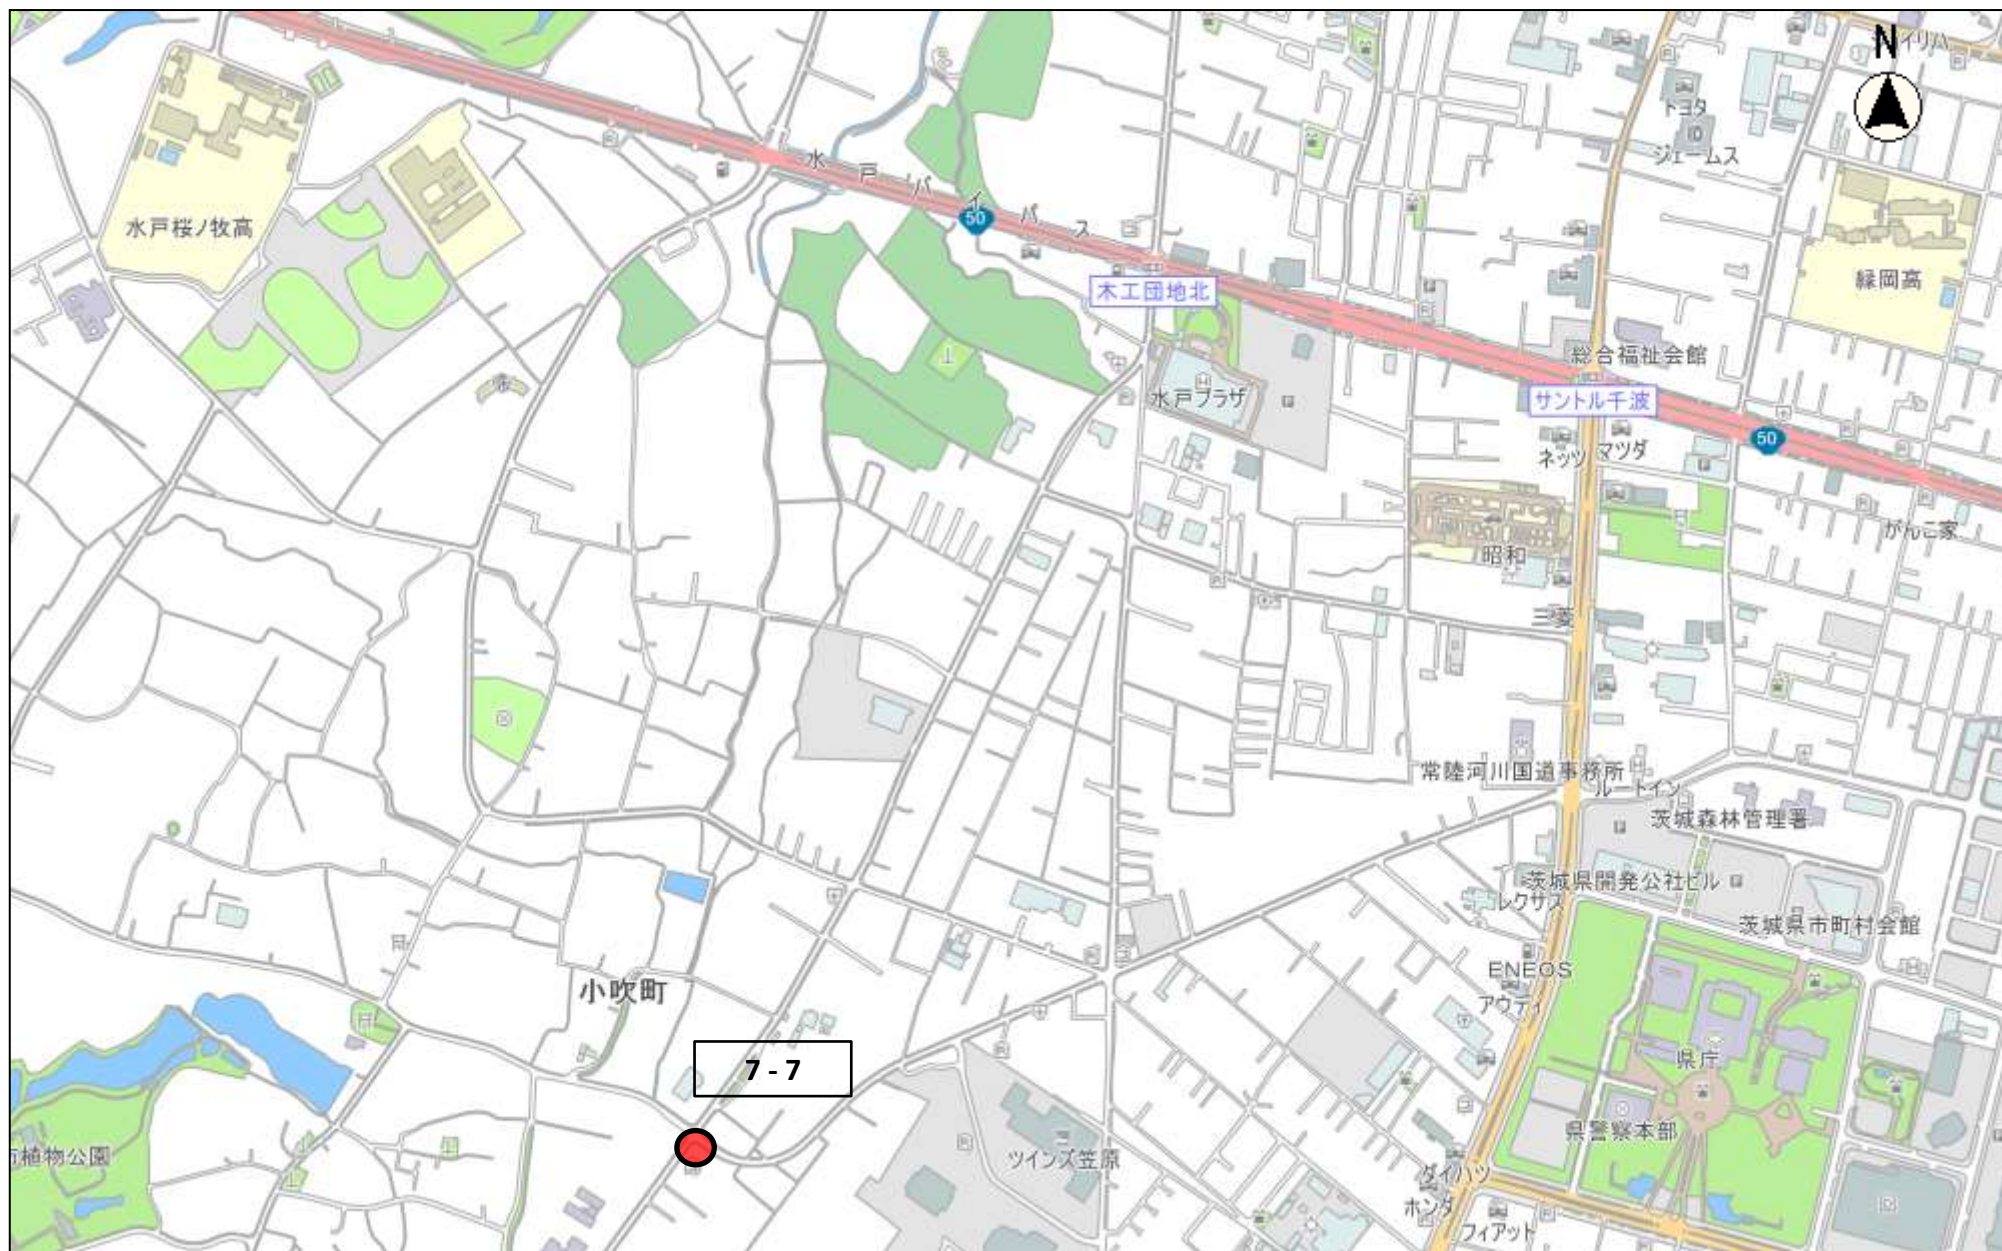 N
トヨタ
ジェームス
水戸バイパス
50
水戸桜ノ牧高
木工団地北
緑岡高
総合福祉会館
水戸プラザ
サントル千波
50
ネッツ
マツダ
がんこ家
昭和
三菱
常陸河川国道事務所
ルートイン
茨城森林管理署
茨城県開発公社ビル
レクサス
茨城県市町村会館
ENEOS
アウディ
小吹町
7 - 7
県庁
県警察本部
市植物公園
ツインズ笠原
ダイハツ
ホンダ
フィアット